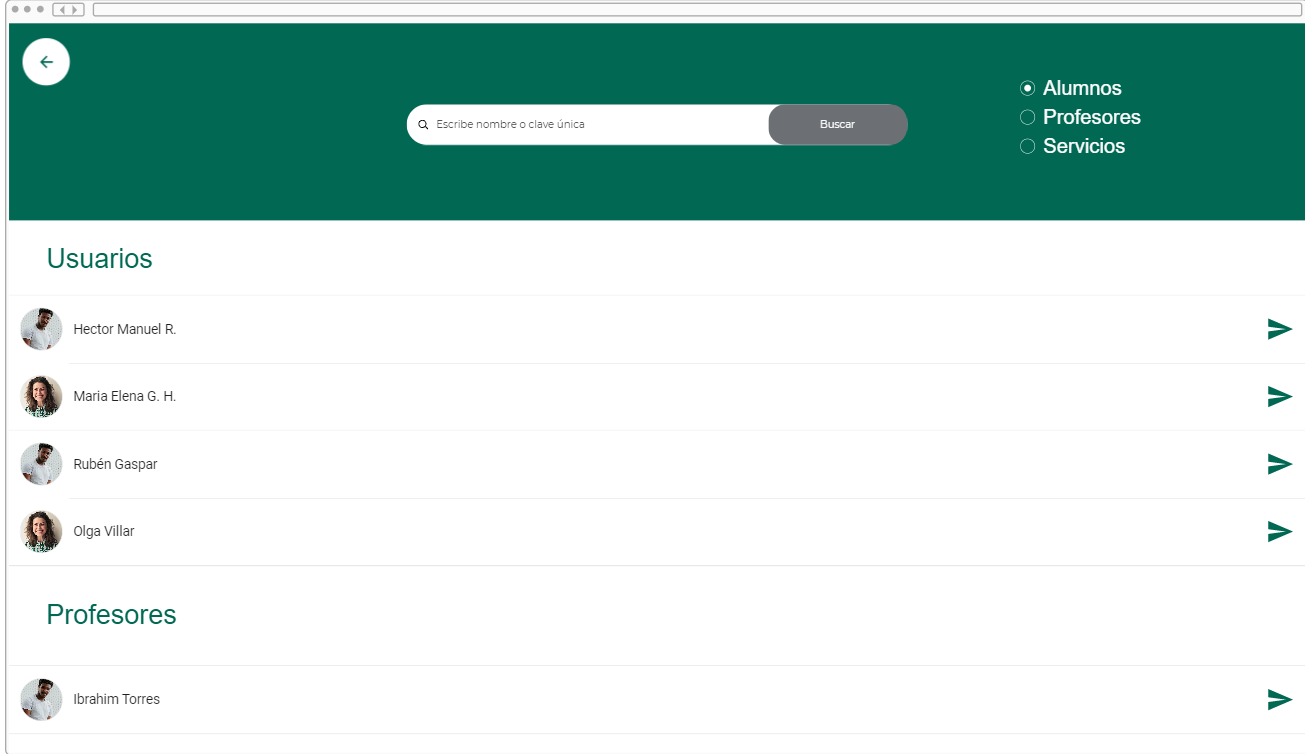 Alumnos
Escribe nombre o clave única
Buscar
Profesores
Servicios
Usuarios
Hector Manuel R.
Maria Elena G. H.
Rubén Gaspar
Olga Villar
Profesores
Ibrahim Torres